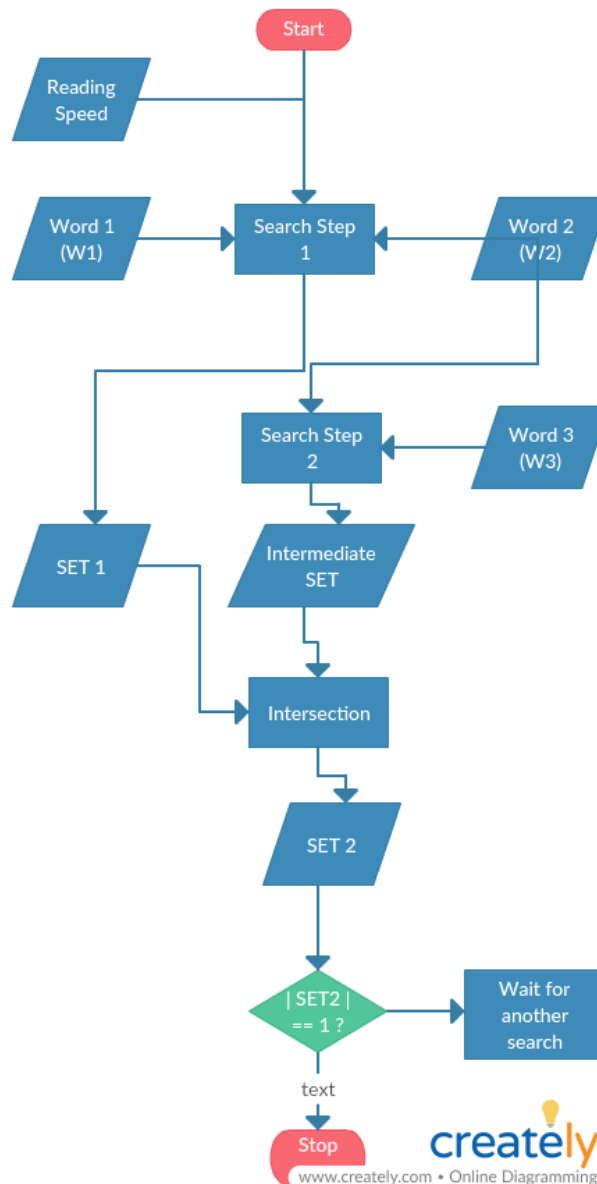 Start
Reading
Speed
Word 1
(W1)
Search Step
1
Word 2
(W2)
Search Step
2
Word 3
(W3)
SET 1
Intermediate
SET
Intersection
SET 2
| SET2 |
== 1 ?
Wait for
another
search
text
Stop
creately
www.creately.com • Online Diagramming